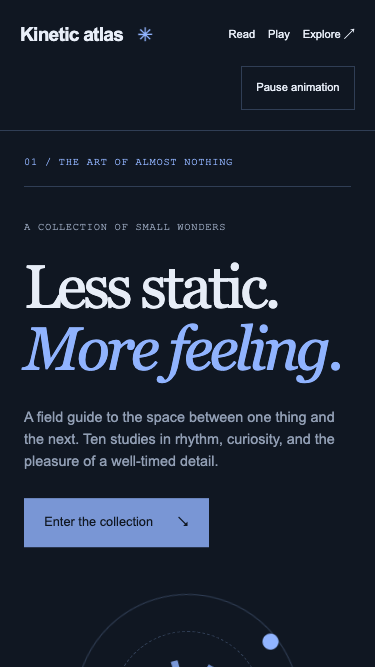 Kinetic atlas
Read Play Explore ↗
Pause animation
01 / THE ART OF ALMOST NOTHING
A COLLECTION OF SMALL WONDERS
Less static.
More feeling.
A field guide to the space between one thing and
the next. Ten studies in rhythm, curiosity, and the
pleasure of a well-timed detail.
Enter the collection ↘